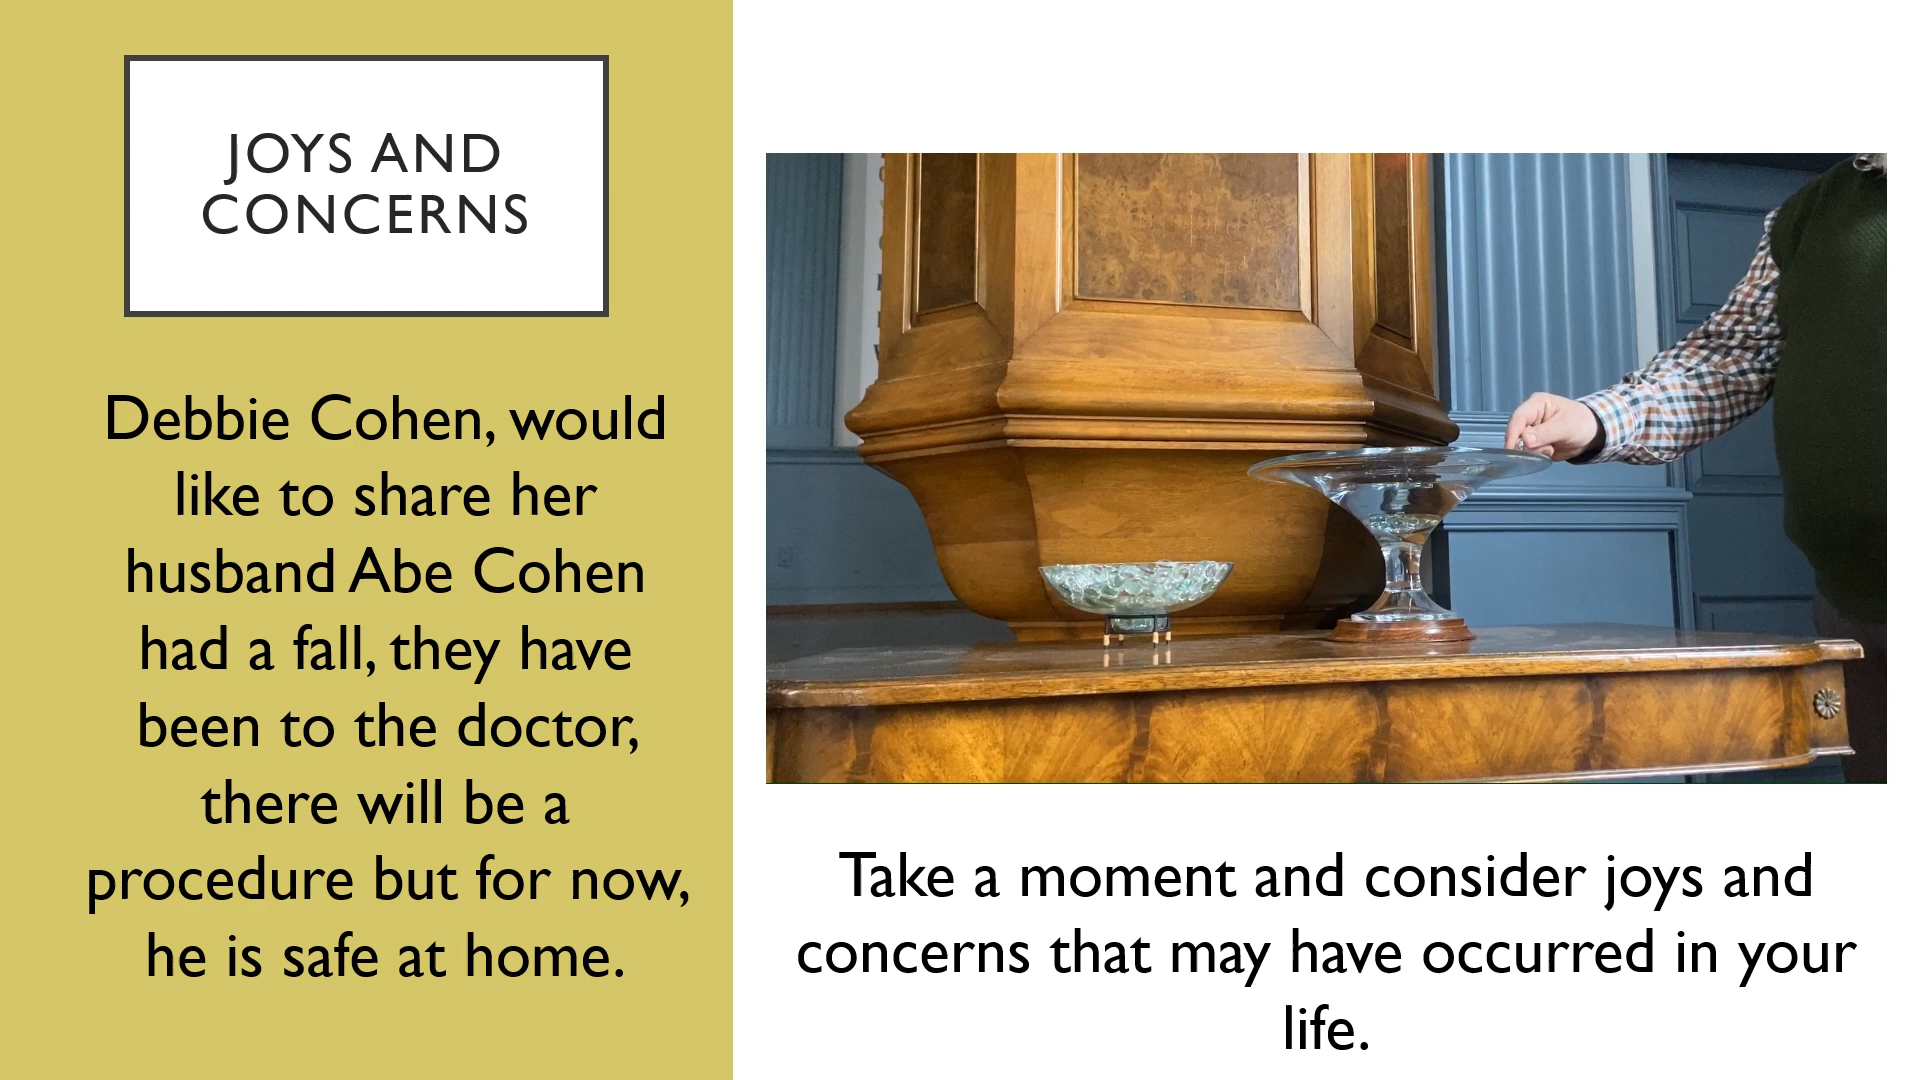 JOYS AND
CONCERNS
Debbie Cohen, would
like to share her
husband Abe Cohen
had a fall, they have
been to the doctor,
there will be a
procedure but for now,
he is safe at home.
Take a moment and consider joys and
concerns that may have occurred in your
life.